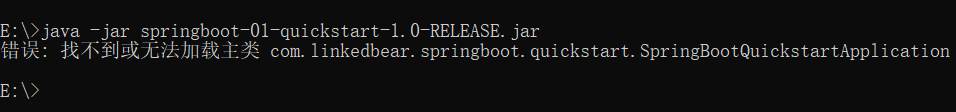 E:\>java -jar springboot-01-quickstart-1.0-RELEASE.jar
错误: 找不到或无法加载主类 com.linkedbear.springboot.quickstart.SpringBootQuickstartApplication
E:\>